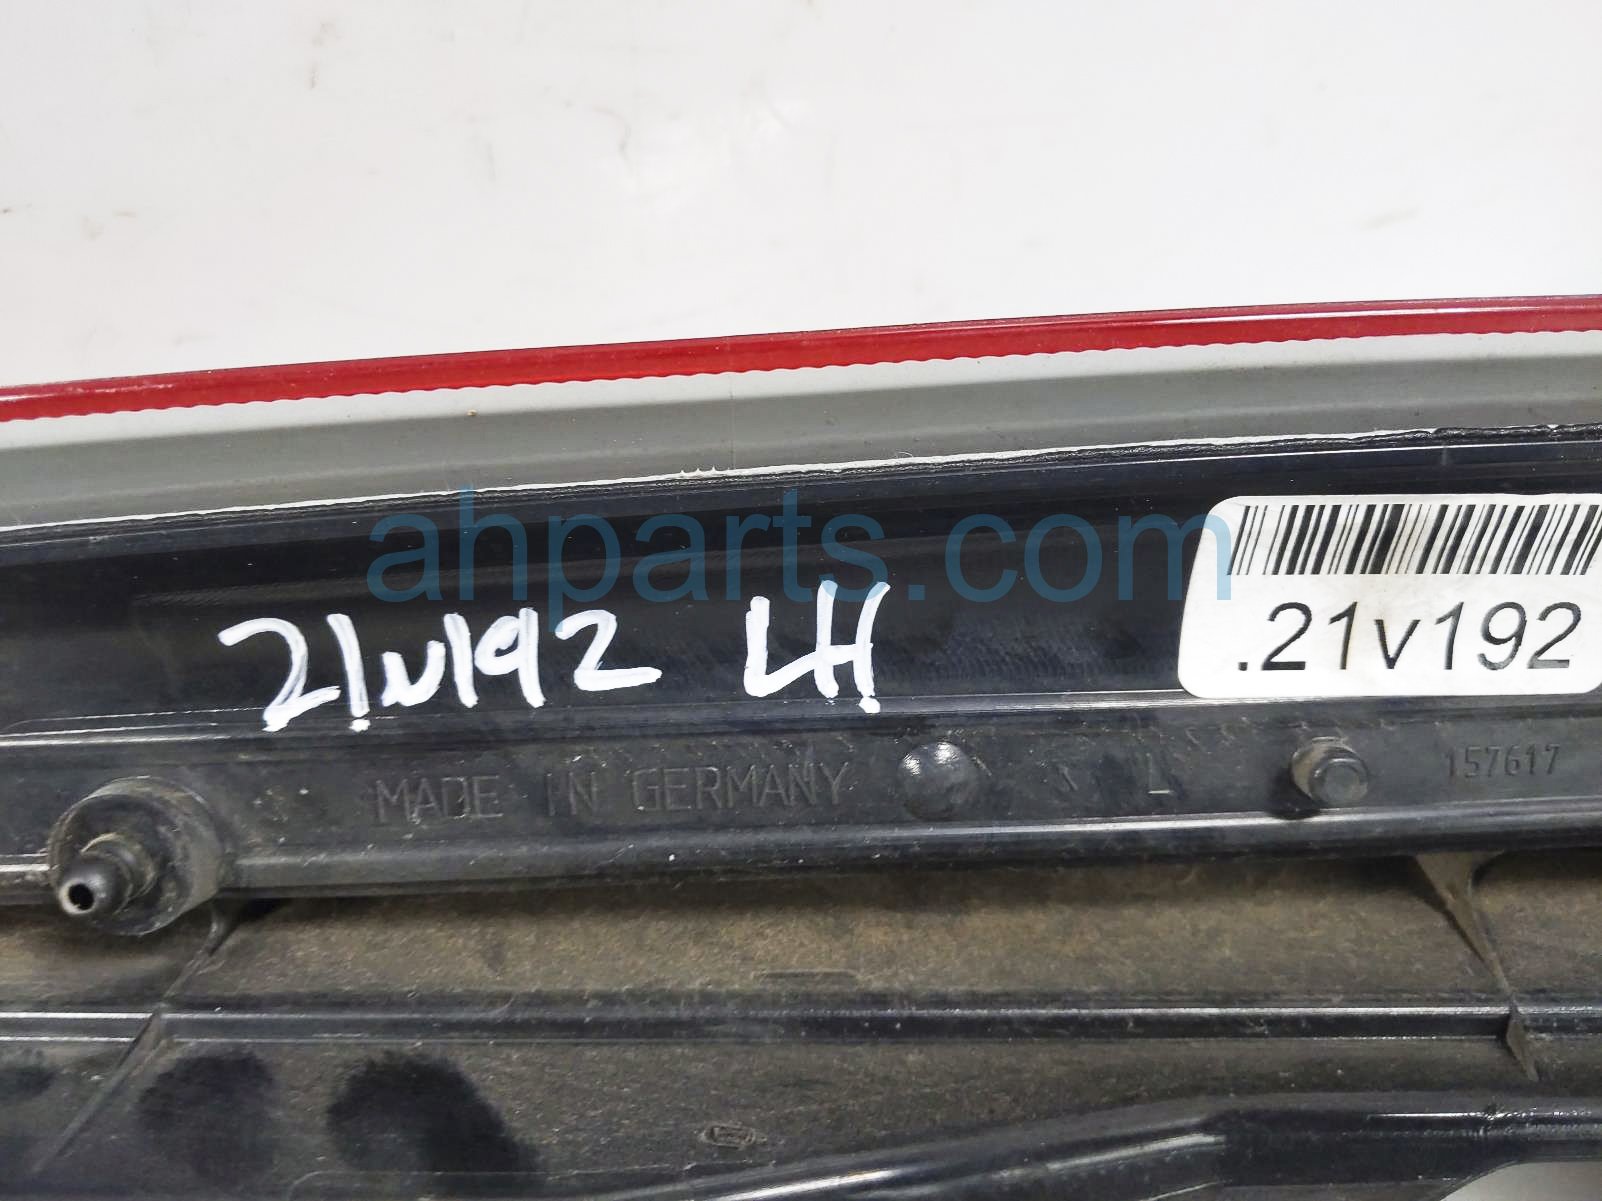 ahparts.com
21v192 LH
.21v192
MADE IN GERMANY
L
157617